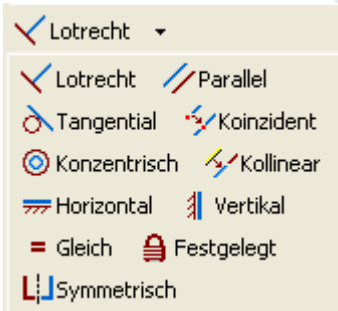 Lotrecht
Lotrecht Parallel
Tangential Koinzident
Konzentrisch Kollinear
Horizontal Vertikal
Gleich Festgelegt
Symmetrisch